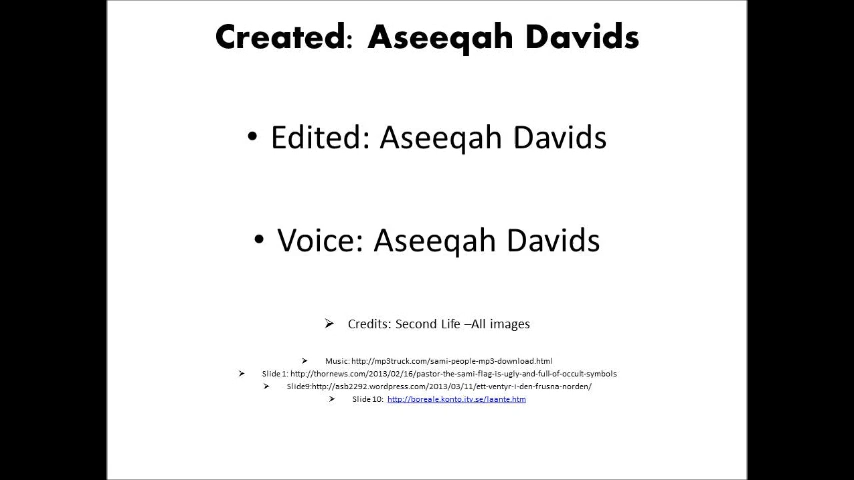 Created: Aseeqah Davids
• Edited: Aseeqah Davids
• Voice: Aseeqah Davids
➢ Credits: Second Life –All images
➢ Music: http://mp3truck.com/sami-people-mp3-download.html
➢ Slide 1: http://thornews.com/2013/02/16/pastor-the-sami-flag-is-ugly-and-full-of-occult-symbols
➢ Slide9:http://asb2292.wordpress.com/2013/03/11/ett-ventyr-i-den-frusna-norden/
➢ Slide 10: http://boreale.konto.itv.se/laante.htm